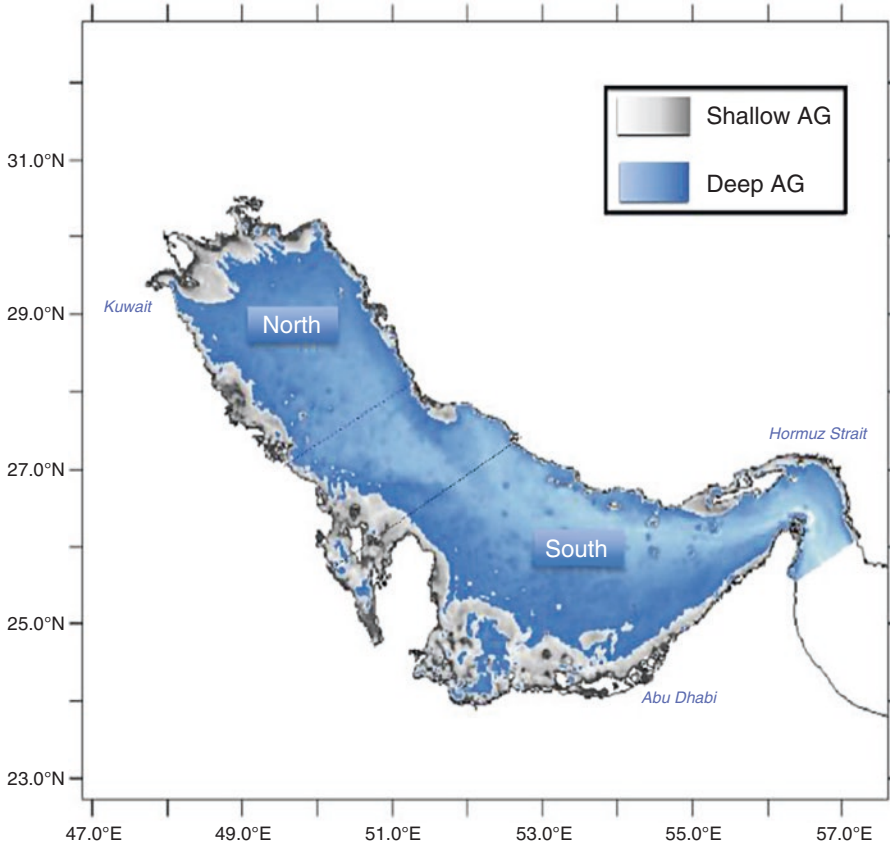 Shallow AG
Deep AG
31.0°N
29.0°N
27.0°N
25.0°N
23.0°N
Kuwait
North
Hormuz Strait
South
Abu Dhabi
47.0°E 49.0°E 51.0°E 53.0°E 55.0°E 57.0°E